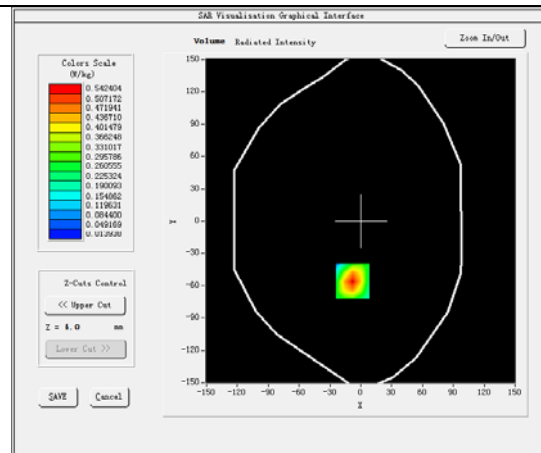 SAR Visualisation Graphical Interface
Volume Radiated Intensity
Zoom In/Out
Colors Scale
(W/kg)
0.542404
0.507172
0.471941
0.436710
0.401479
0.366248
0.331017
0.295786
0.260555
0.225324
0.190093
0.154862
0.119631
0.084400
0.049169
0.013938
Z-Cuts Control
<< Upper Cut
Z = 4.0 mm
Lower Cut >>
SAVE Cancel
150
120
90
60
30
0
-30
-60
-90
-120
-150
Y
-150 -120 -90 -60 -30 0 30 60 90 120 150
X